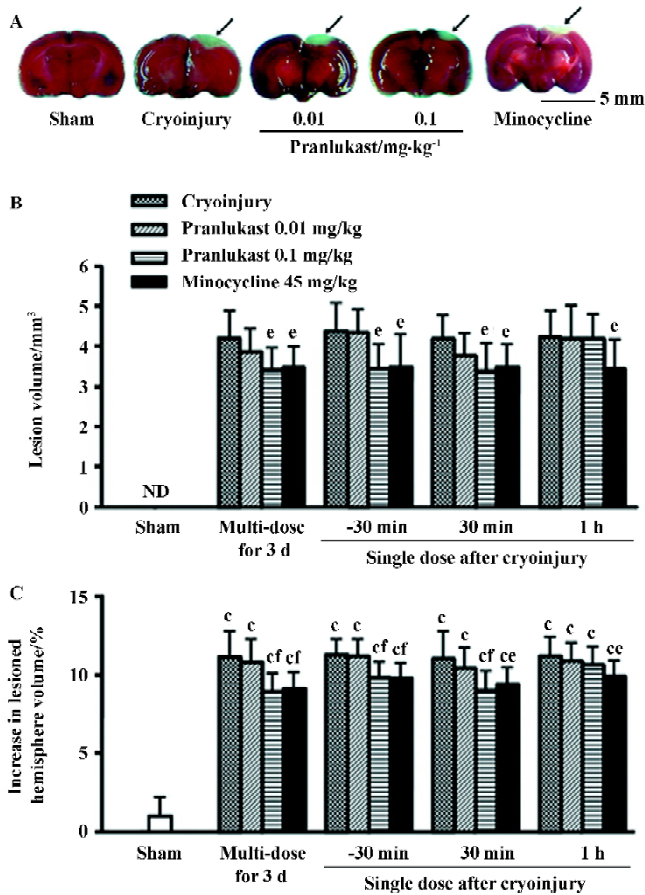 A
5 mm
Sham Cryoinjury 0.01 0.1 Minocycline
Pranlukast/mg·kg⁻¹
B
Cryoinjury
Pranlukast 0.01 mg/kg
Pranlukast 0.1 mg/kg
Minocycline 45 mg/kg
Lesion volume/mm³
6
5
4
3
2
1
0
e e e e e e e
ND
Sham Multi-dose for 3 d -30 min 30 min 1 h
Single dose after cryoinjury
C
Increase in lesioned
hemisphere volume/%
15
10
5
0
c c cf cf c c cf cf c c cf ce c c c ce
Sham Multi-dose for 3 d -30 min 30 min 1 h
Single dose after cryoinjury